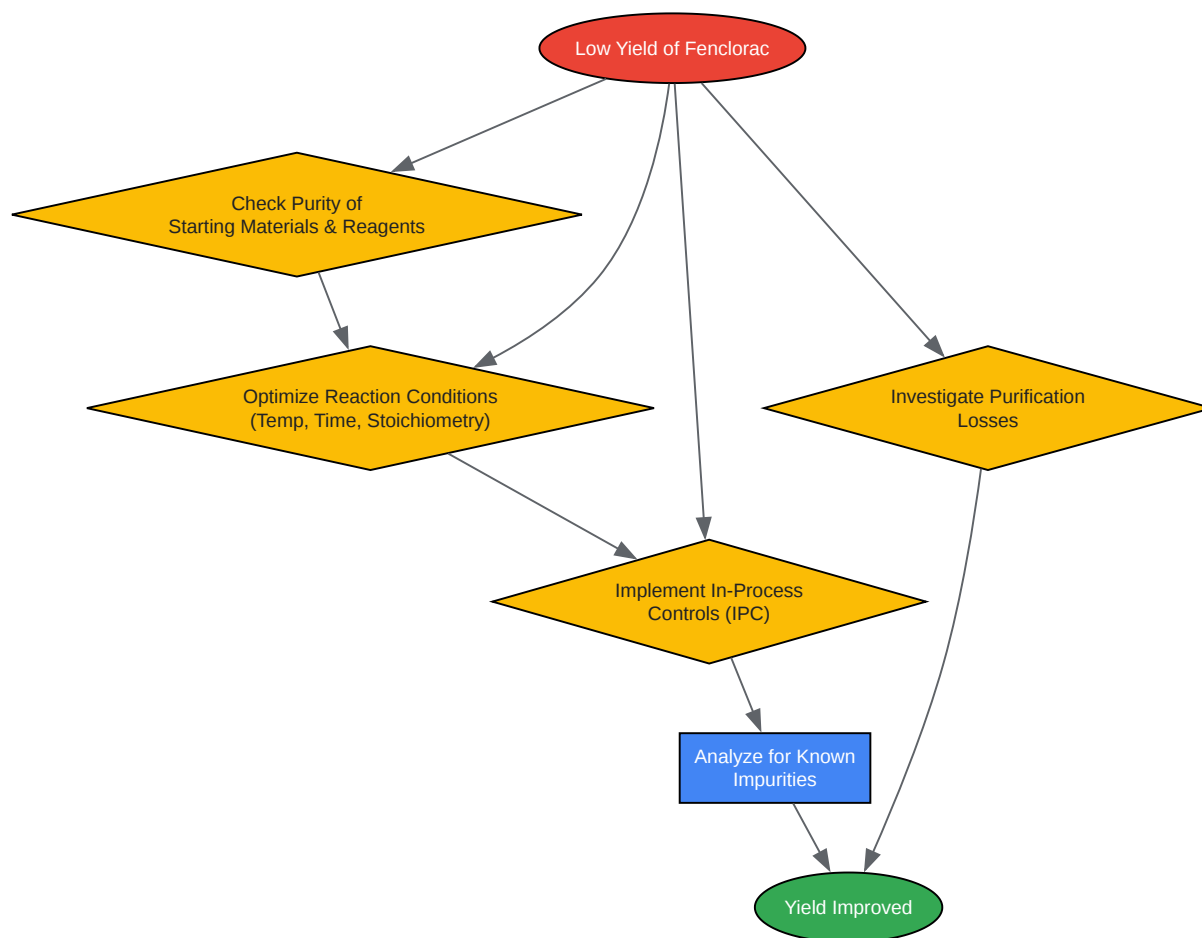 Low Yield of Fenclorac
Check Purity of
Starting Materials & Reagents
Optimize Reaction Conditions
(Temp, Time, Stoichiometry)
Investigate Purification
Losses
Implement In-Process
Controls (IPC)
Analyze for Known
Impurities
Yield Improved